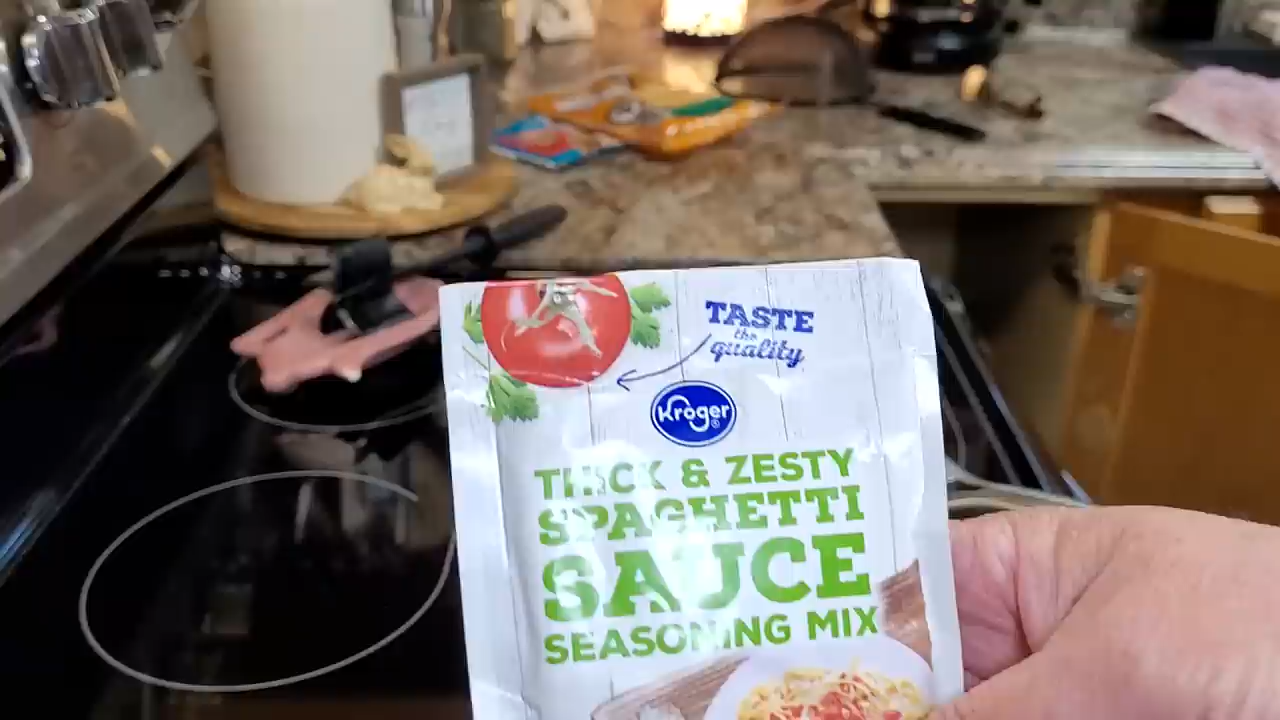 TASTE
the
quality
Kroger
THICK & ZESTY
SPAGHETTI
SAUCE
SEASONING MIX